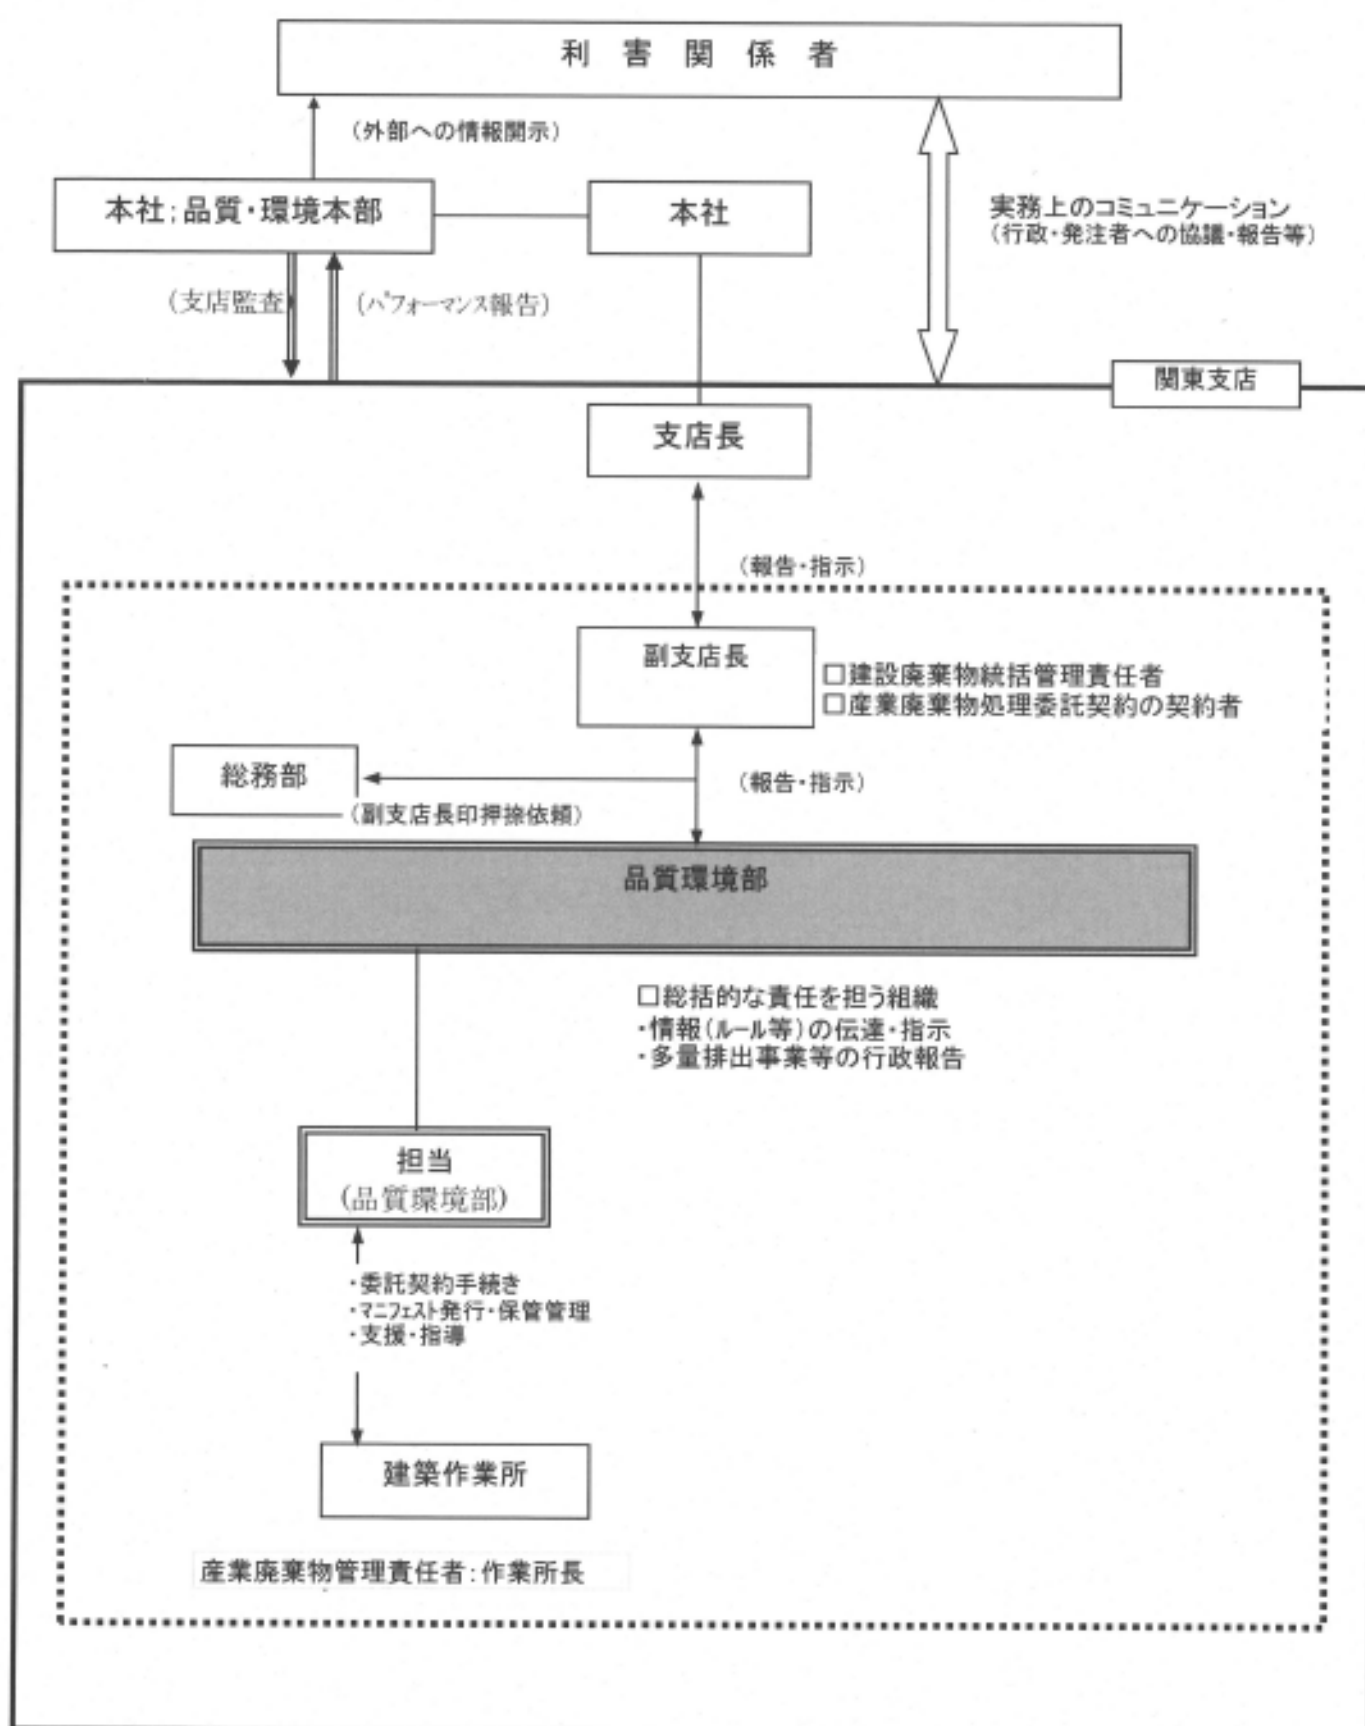 利害関係者
(外部への情報開示)
本社;品質・環境本部
本社
実務上のコミュニケーション
(行政・発注者への協議・報告等)
(支店監査)
(パフォーマンス報告)
関東支店
支店長
(報告・指示)
副支店長
□建設廃棄物統括管理責任者
□産業廃棄物処理委託契約の契約者
総務部
(報告・指示)
(副支店長印押捺依頼)
品質環境部
□総括的な責任を担う組織
・情報(ルール等)の伝達・指示
・多量排出事業等の行政報告
担当
(品質環境部)
・委託契約手続き
・マニフェスト発行・保管管理
・支援・指導
建築作業所
産業廃棄物管理責任者:作業所長